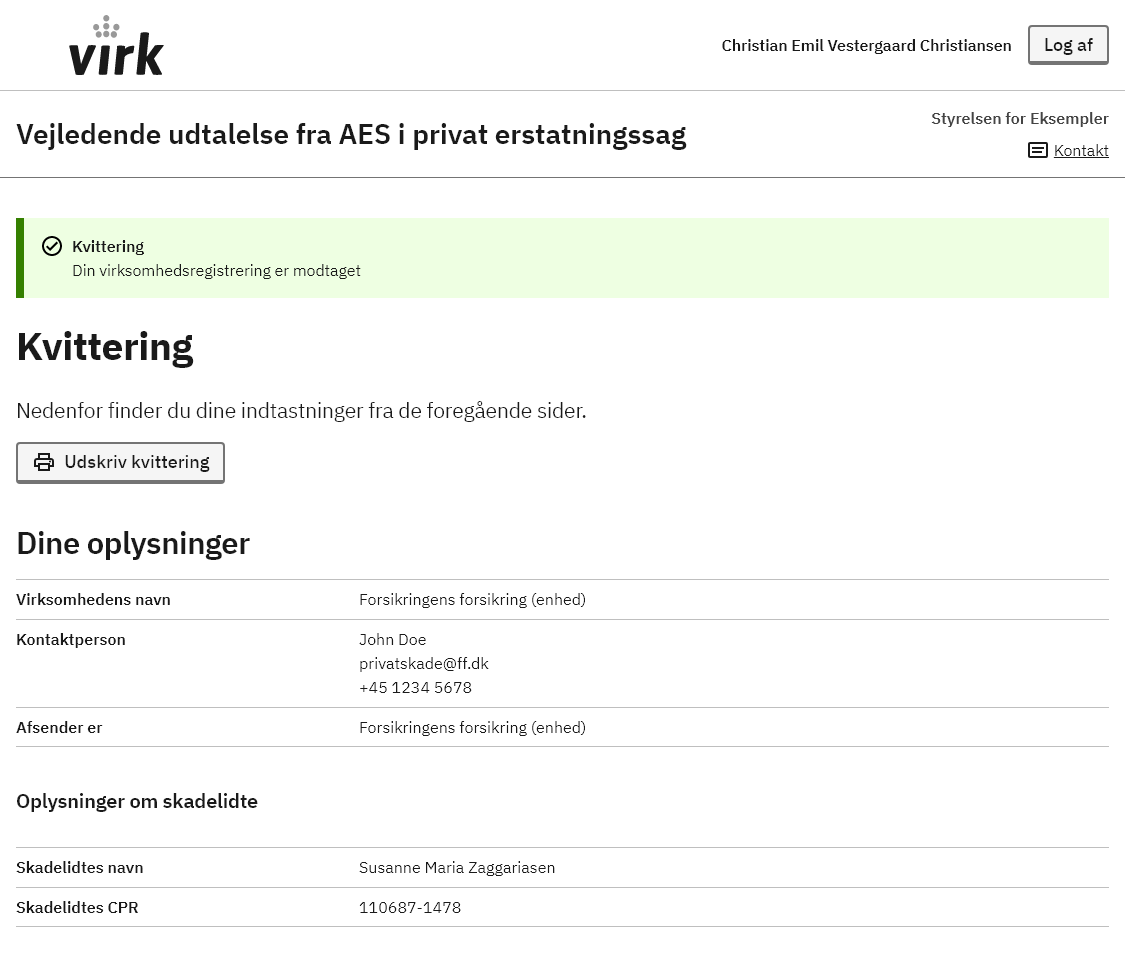 virk
Christian Emil Vestergaard Christiansen
Log af
Vejledende udtalelse fra AES i privat erstatningssag
Styrelsen for Eksempler
Kontakt
Kvittering
Din virksomhedsregistrering er modtaget
Kvittering
Nedenfor finder du dine indtastninger fra de foregående sider.
Udskriv kvittering
Dine oplysninger
Virksomhedens navn Forsikringens forsikring (enhed)
Kontaktperson John Doe
privatskade@ff.dk
+45 1234 5678
Afsender er Forsikringens forsikring (enhed)
Oplysninger om skadelidte
Skadelidtes navn Susanne Maria Zaggariasen
Skadelidtes CPR 110687-1478